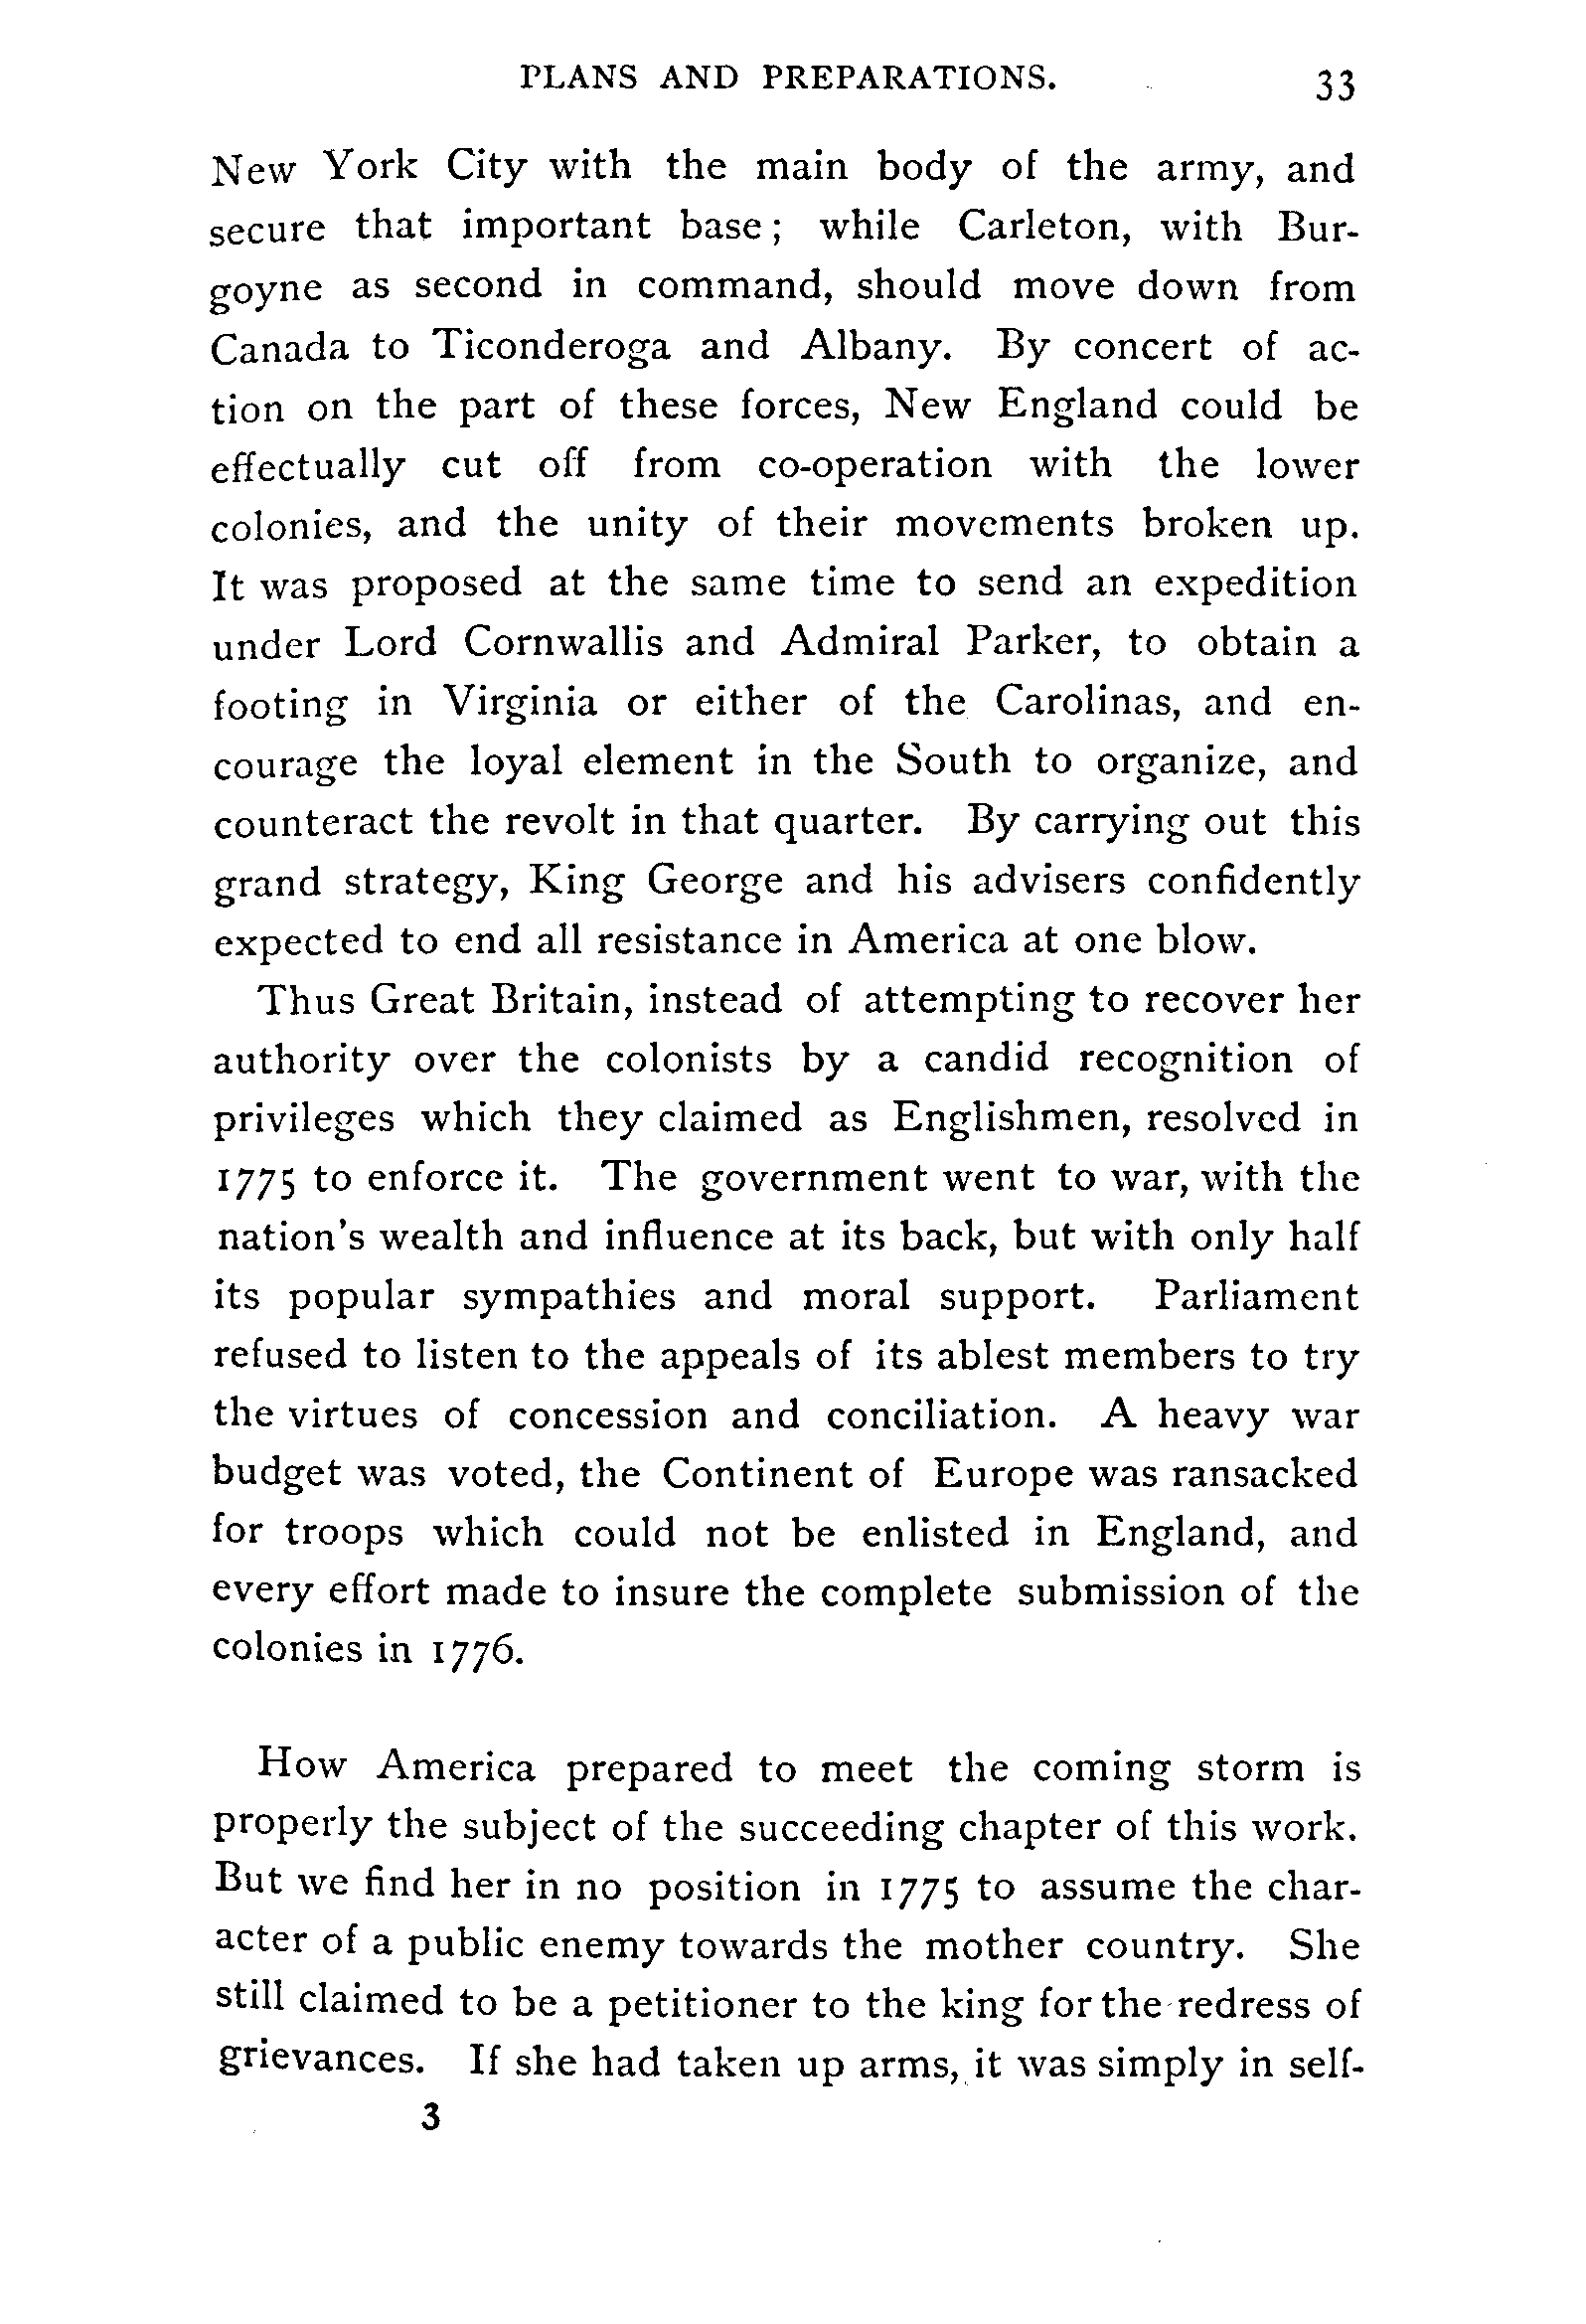 PLANS AND PREPARATIONS. 33
New York City with the main body of the army, and
secure that important base; while Carleton, with Bur-
goyne as second in command, should move down from
Canada to Ticonderoga and Albany. By concert of ac-
tion on the part of these forces, New England could be
effectually cut off from co-operation with the lower
colonies, and the unity of their movements broken up.
It was proposed at the same time to send an expedition
under Lord Cornwallis and Admiral Parker, to obtain a
footing in Virginia or either of the Carolinas, and en-
courage the loyal element in the South to organize, and
counteract the revolt in that quarter. By carrying out this
grand strategy, King George and his advisers confidently
expected to end all resistance in America at one blow.
Thus Great Britain, instead of attempting to recover her
authority over the colonists by a candid recognition of
privileges which they claimed as Englishmen, resolved in
1775 to enforce it. The government went to war, with the
nation's wealth and influence at its back, but with only half
its popular sympathies and moral support. Parliament
refused to listen to the appeals of its ablest members to try
the virtues of concession and conciliation. A heavy war
budget was voted, the Continent of Europe was ransacked
for troops which could not be enlisted in England, and
every effort made to insure the complete submission of the
colonies in 1776.
How America prepared to meet the coming storm is
properly the subject of the succeeding chapter of this work.
But we find her in no position in 1775 to assume the char-
acter of a public enemy towards the mother country. She
still claimed to be a petitioner to the king for the redress of
grievances. If she had taken up arms, it was simply in self-
3